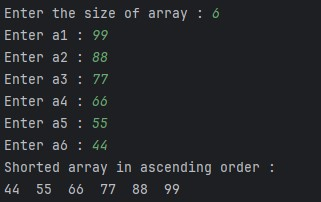 Enter the size of array : 6
Enter a1 : 99
Enter a2 : 88
Enter a3 : 77
Enter a4 : 66
Enter a5 : 55
Enter a6 : 44
Shorted array in ascending order :
44  55  66  77  88  99